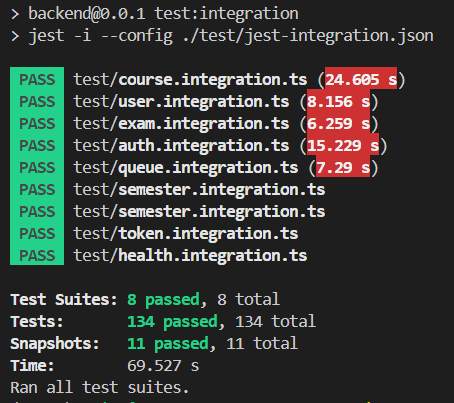 > backend@0.0.1 test:integration
> jest -i --config ./test/jest-integration.json
PASS test/course.integration.ts (24.605 s)
PASS test/user.integration.ts (8.156 s)
PASS test/exam.integration.ts (6.259 s)
PASS test/auth.integration.ts (15.229 s)
PASS test/queue.integration.ts (7.29 s)
PASS test/semester.integration.ts
PASS test/semester.integration.ts
PASS test/token.integration.ts
PASS test/health.integration.ts
Test Suites: 8 passed, 8 total
Tests: 134 passed, 134 total
Snapshots: 11 passed, 11 total
Time: 69.527 s
Ran all test suites.